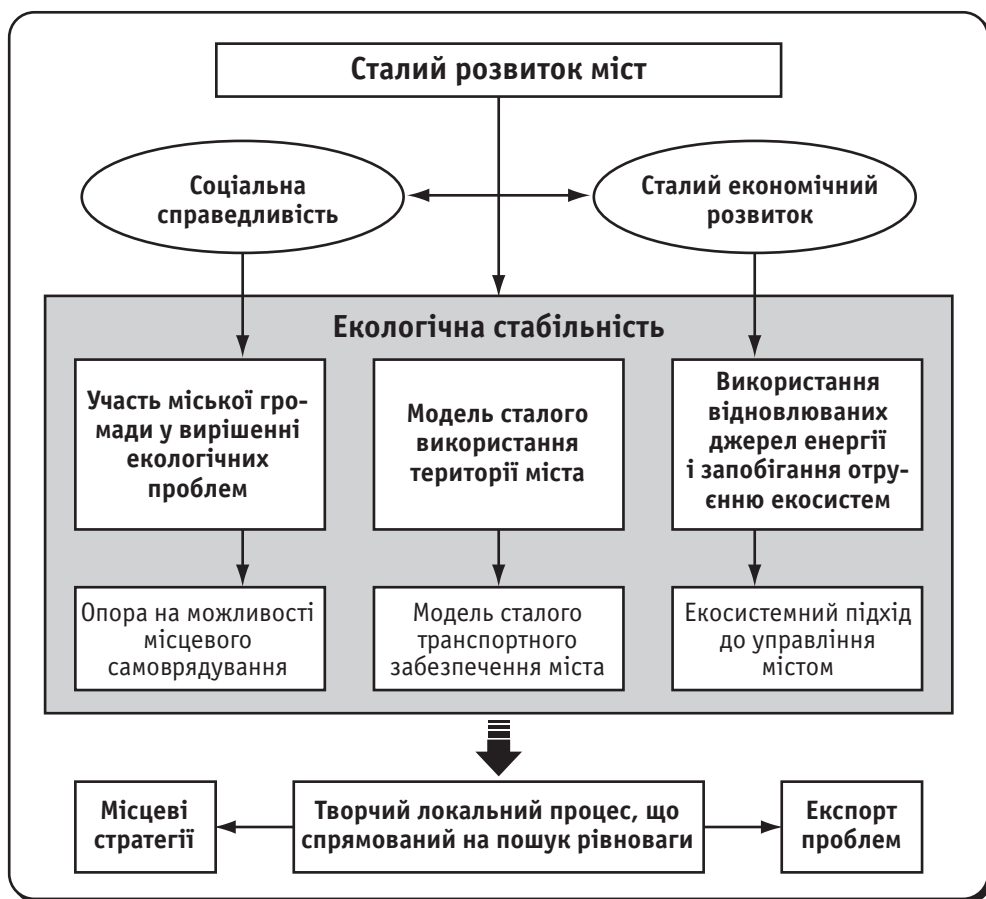 Сталий розвиток міст
Соціальна
справедливість
Сталий економічний
розвиток
Екологічна стабільність
Участь міської гро-
мади у вирішенні
екологічних
проблем
Модель сталого
використання
території міста
Використання
відновлюваних
джерел енергії
і запобігання отру-
єнню екосистем
Опора на можливості
місцевого
самоврядування
Модель сталого
транспортного
забезпечення міста
Екосистемний підхід
до управління
містом
Місцеві
стратегії
Творчий локальний процес, що
спрямований на пошук рівноваги
Експорт
проблем